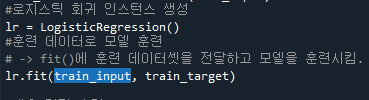 #로지스틱 회귀 인스턴스 생성
lr = LogisticRegression()
#훈련 데이터로 모델 훈련
# -> fit()에 훈련 데이터셋을 전달하고 모델을 훈련시킴.
lr.fit(train_input, train_target)